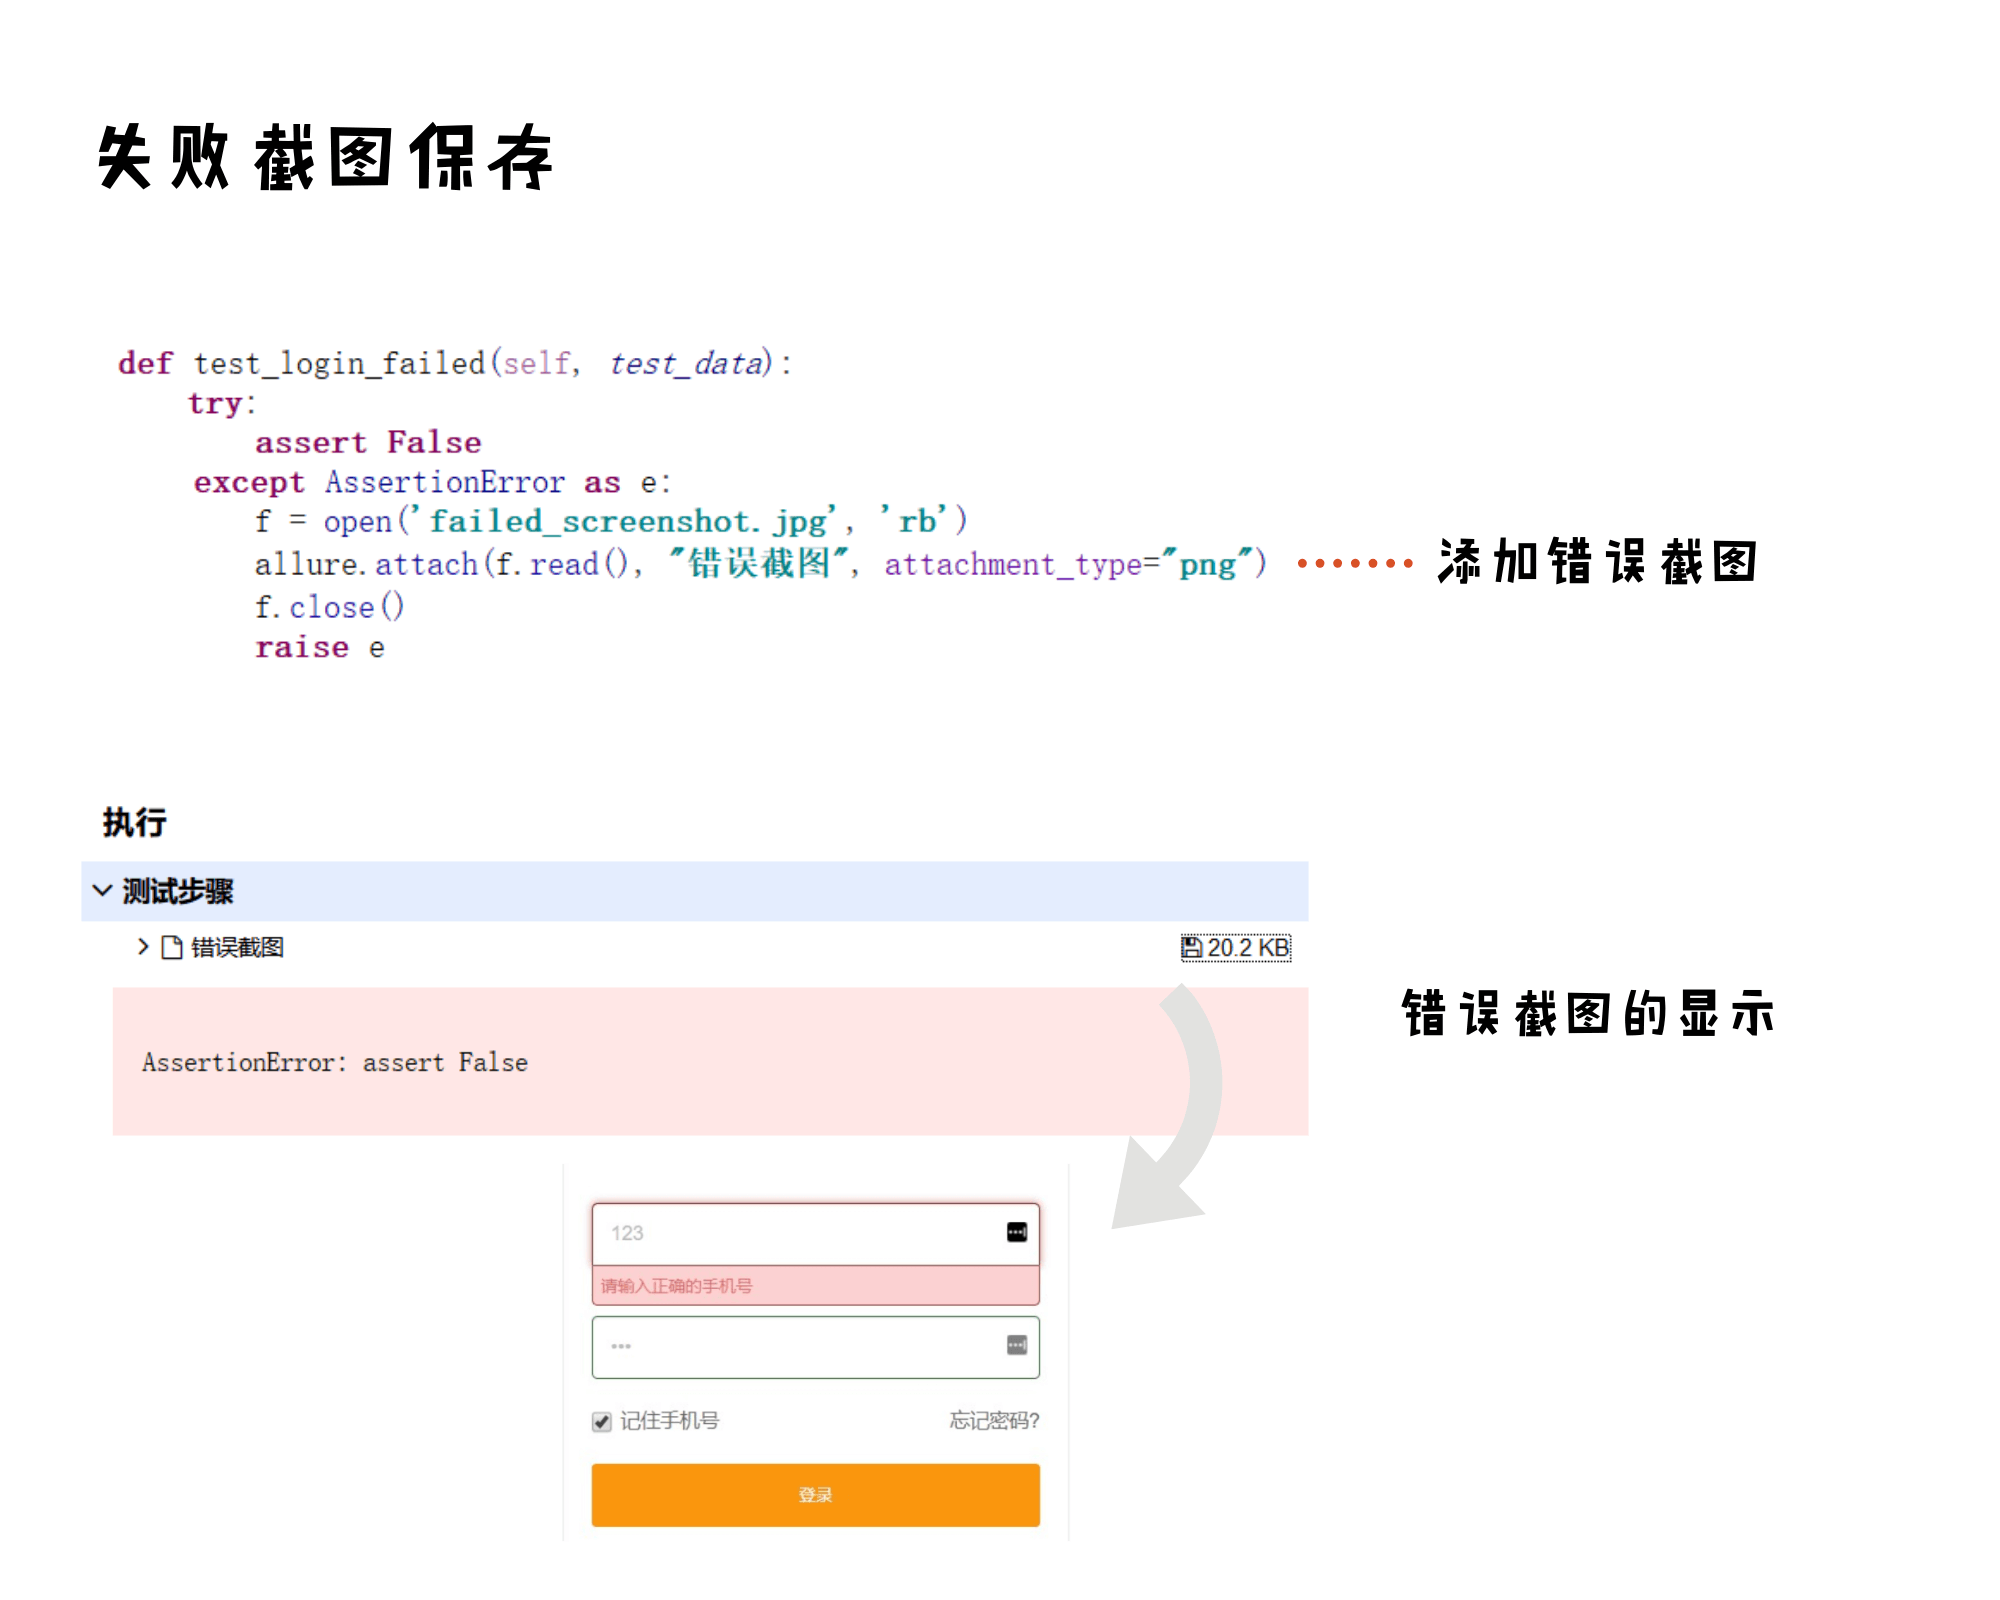 失败截图保存
def test_login_failed(self, test_data):
try:
assert False
except AssertionError as e:
f = open('failed_screenshot.jpg', 'rb')
allure.attach(f.read(), "错误截图", attachment_type="png")
添加错误截图
f.close()
raise e
执行
测试步骤
错误截图
20.2 KB
错误截图的显示
AssertionError: assert False
123
请输入正确的手机号
记住手机号
忘记密码?
登录